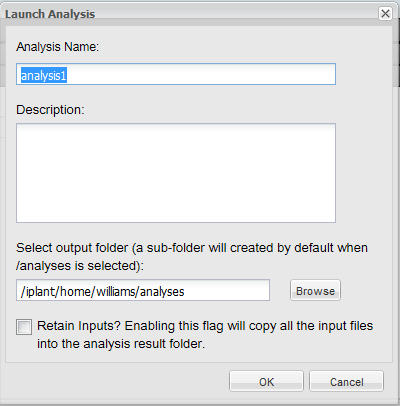 Launch Analysis
Analysis Name:
analysis1
Description:
Select output folder (a sub-folder will created by default when
/analyses is selected):
/iplant/home/williams/analyses
Browse
Retain Inputs? Enabling this flag will copy all the input files
into the analysis result folder.
OK
Cancel